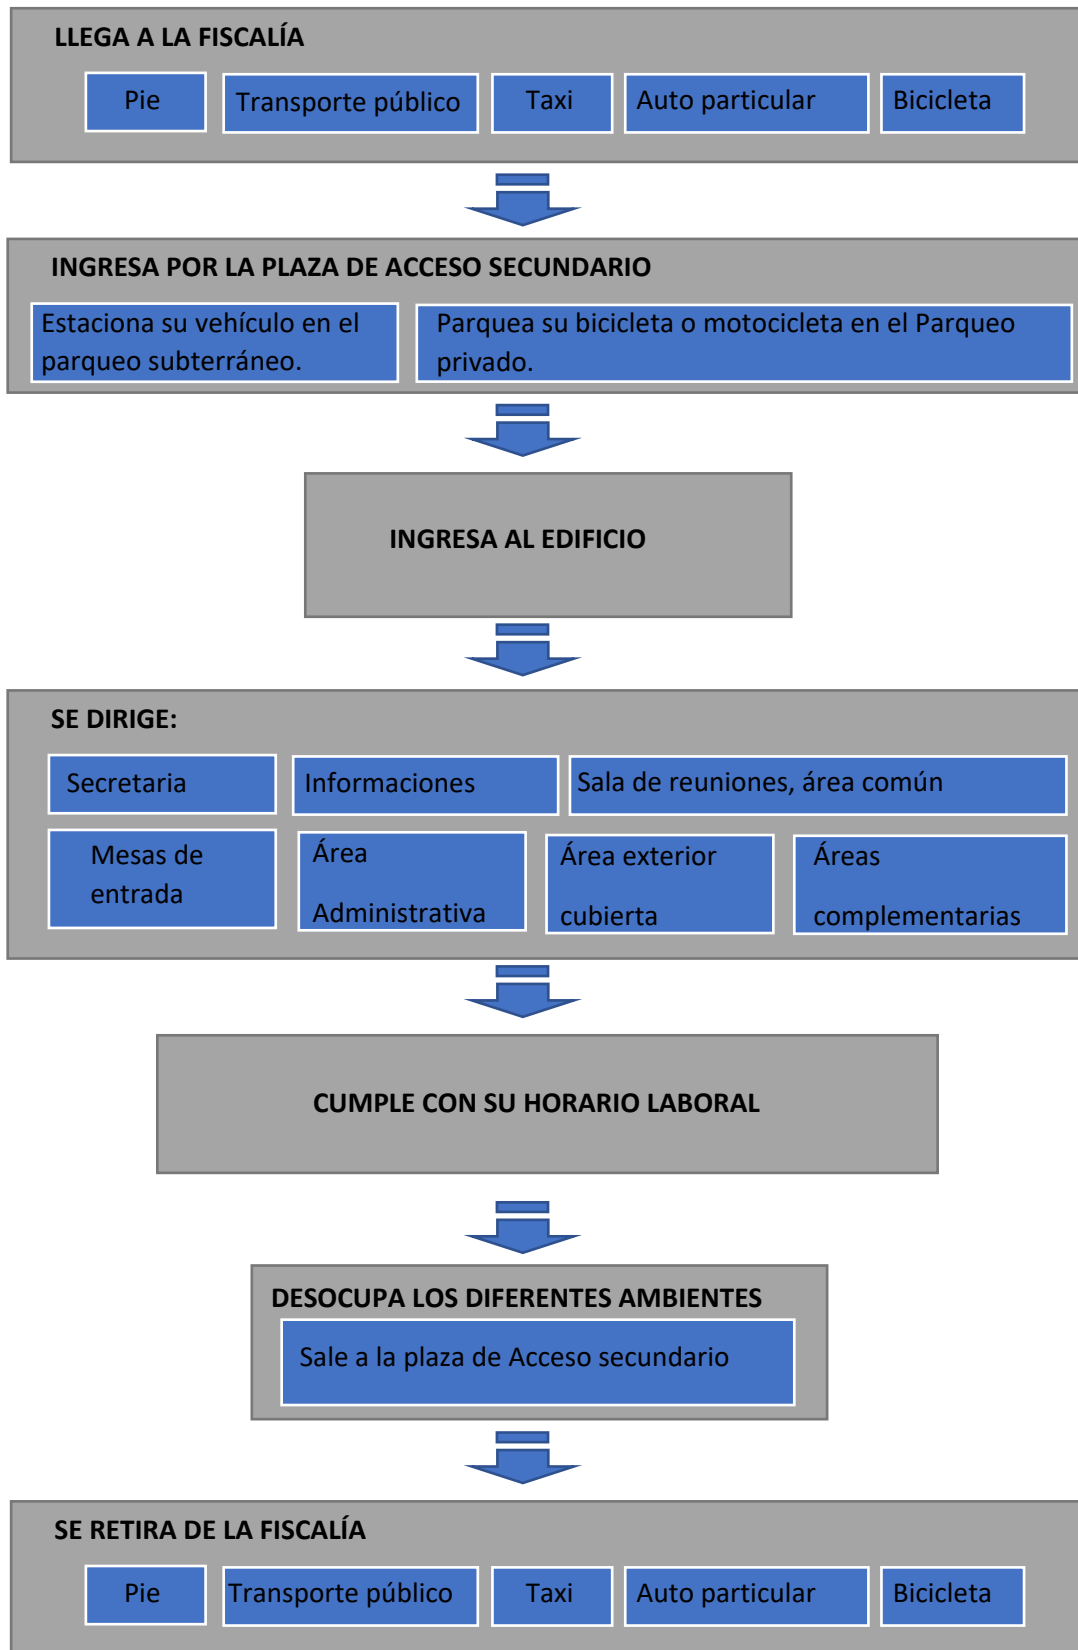 LLEGA A LA FISCALÍA
Pie
Transporte público
Taxi
Auto particular
Bicicleta
INGRESA POR LA PLAZA DE ACCESO SECUNDARIO
Estaciona su vehículo en el
parqueo subterráneo.
Parquea su bicicleta o motocicleta en el Parqueo
privado.
INGRESA AL EDIFICIO
SE DIRIGE:
Secretaria
Informaciones
Sala de reuniones, área común
Mesas de
entrada
Área
Administrativa
Área exterior
cubierta
Áreas
complementarias
CUMPLE CON SU HORARIO LABORAL
DESOCUPA LOS DIFERENTES AMBIENTES
Sale a la plaza de Acceso secundario
SE RETIRA DE LA FISCALÍA
Pie
Transporte público
Taxi
Auto particular
Bicicleta